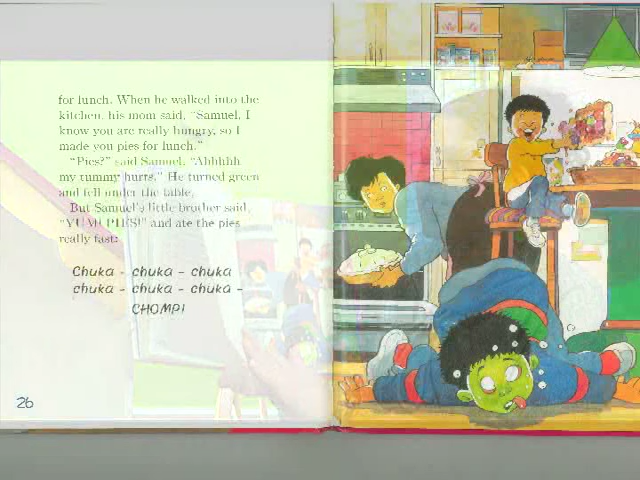 for lunch. When he walked into the
kitchen, his mom said, "Samuel, I
know you are really hungry, so I
made you pies for lunch."
"Pies?" said Samuel. "Ahhhhh
my tummy hurts." He turned green
and fell under the table.
But Samuel's little brother said,
"YUM! PIES!" and ate the pies
really fast:
Chuka - chuka - chuka
chuka - chuka - chuka -
CHOMP!
26